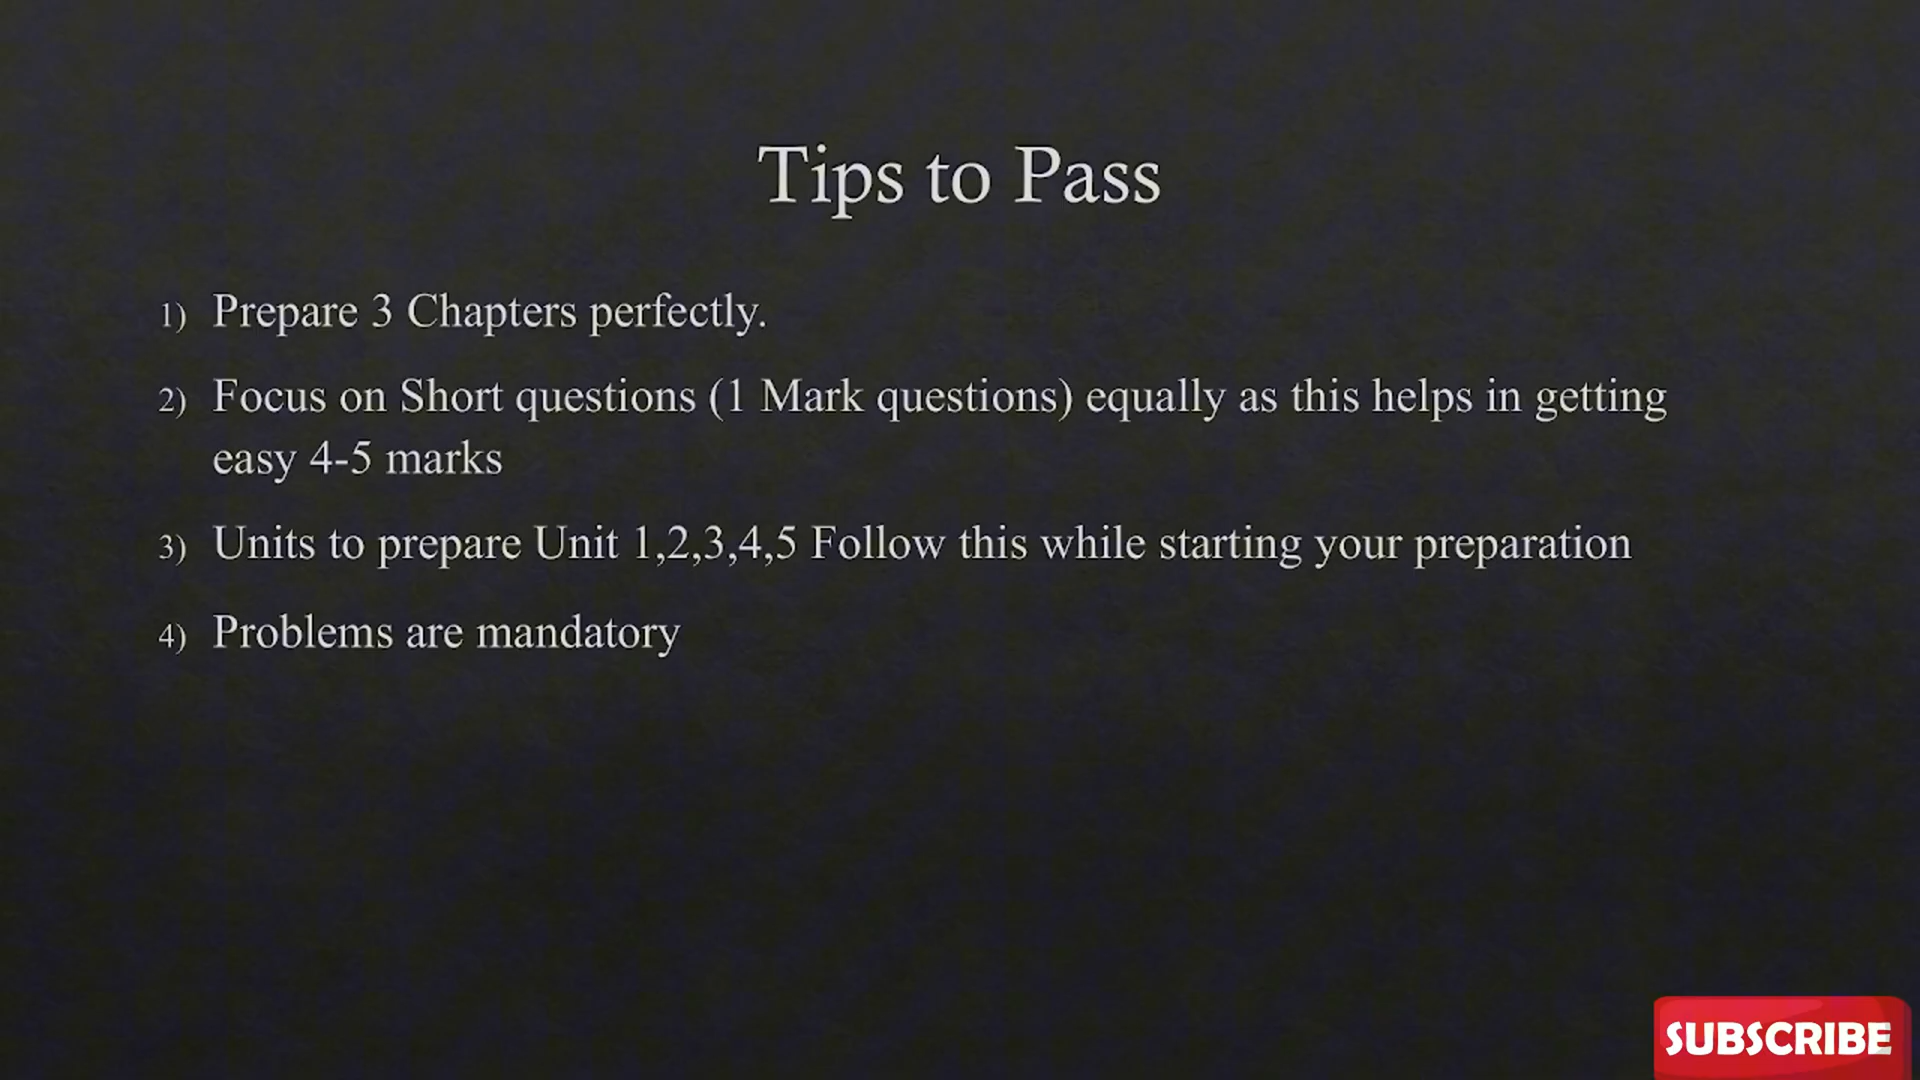 Tips to Pass
1) Prepare 3 Chapters perfectly.
2) Focus on Short questions (1 Mark questions) equally as this helps in getting
easy 4-5 marks
3) Units to prepare Unit 1,2,3,4,5 Follow this while starting your preparation
4) Problems are mandatory
SUBSCRIBE